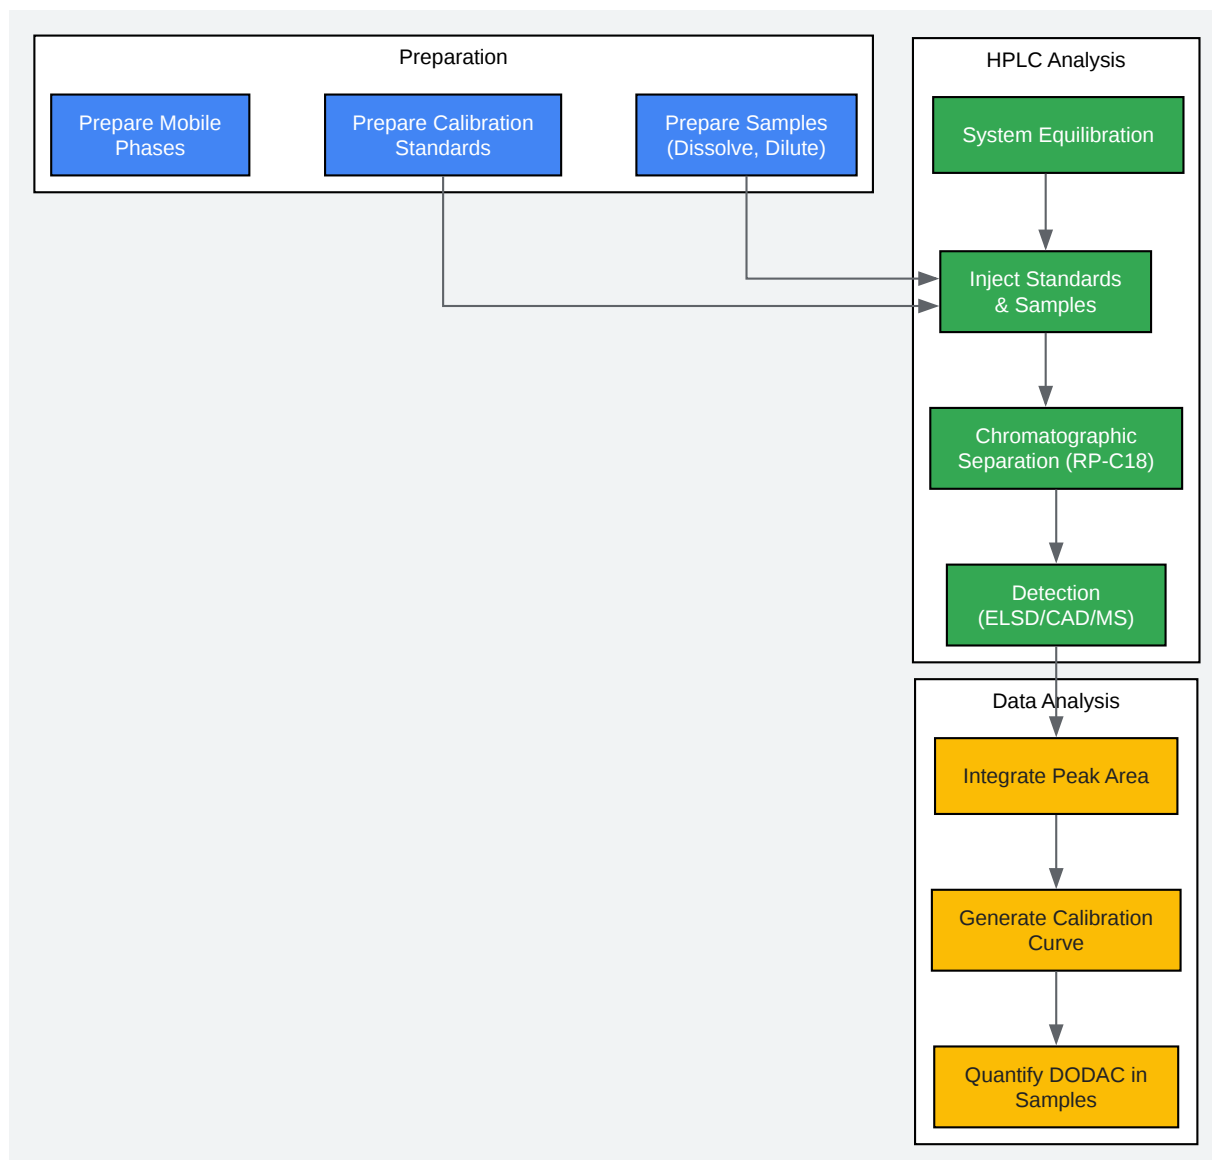 Preparation
Prepare Mobile
Phases
Prepare Calibration
Standards
Prepare Samples
(Dissolve, Dilute)
HPLC Analysis
System Equilibration
Inject Standards
& Samples
Chromatographic
Separation (RP-C18)
Detection
(ELSD/CAD/MS)
Data Analysis
Integrate Peak Area
Generate Calibration
Curve
Quantify DODAC in
Samples